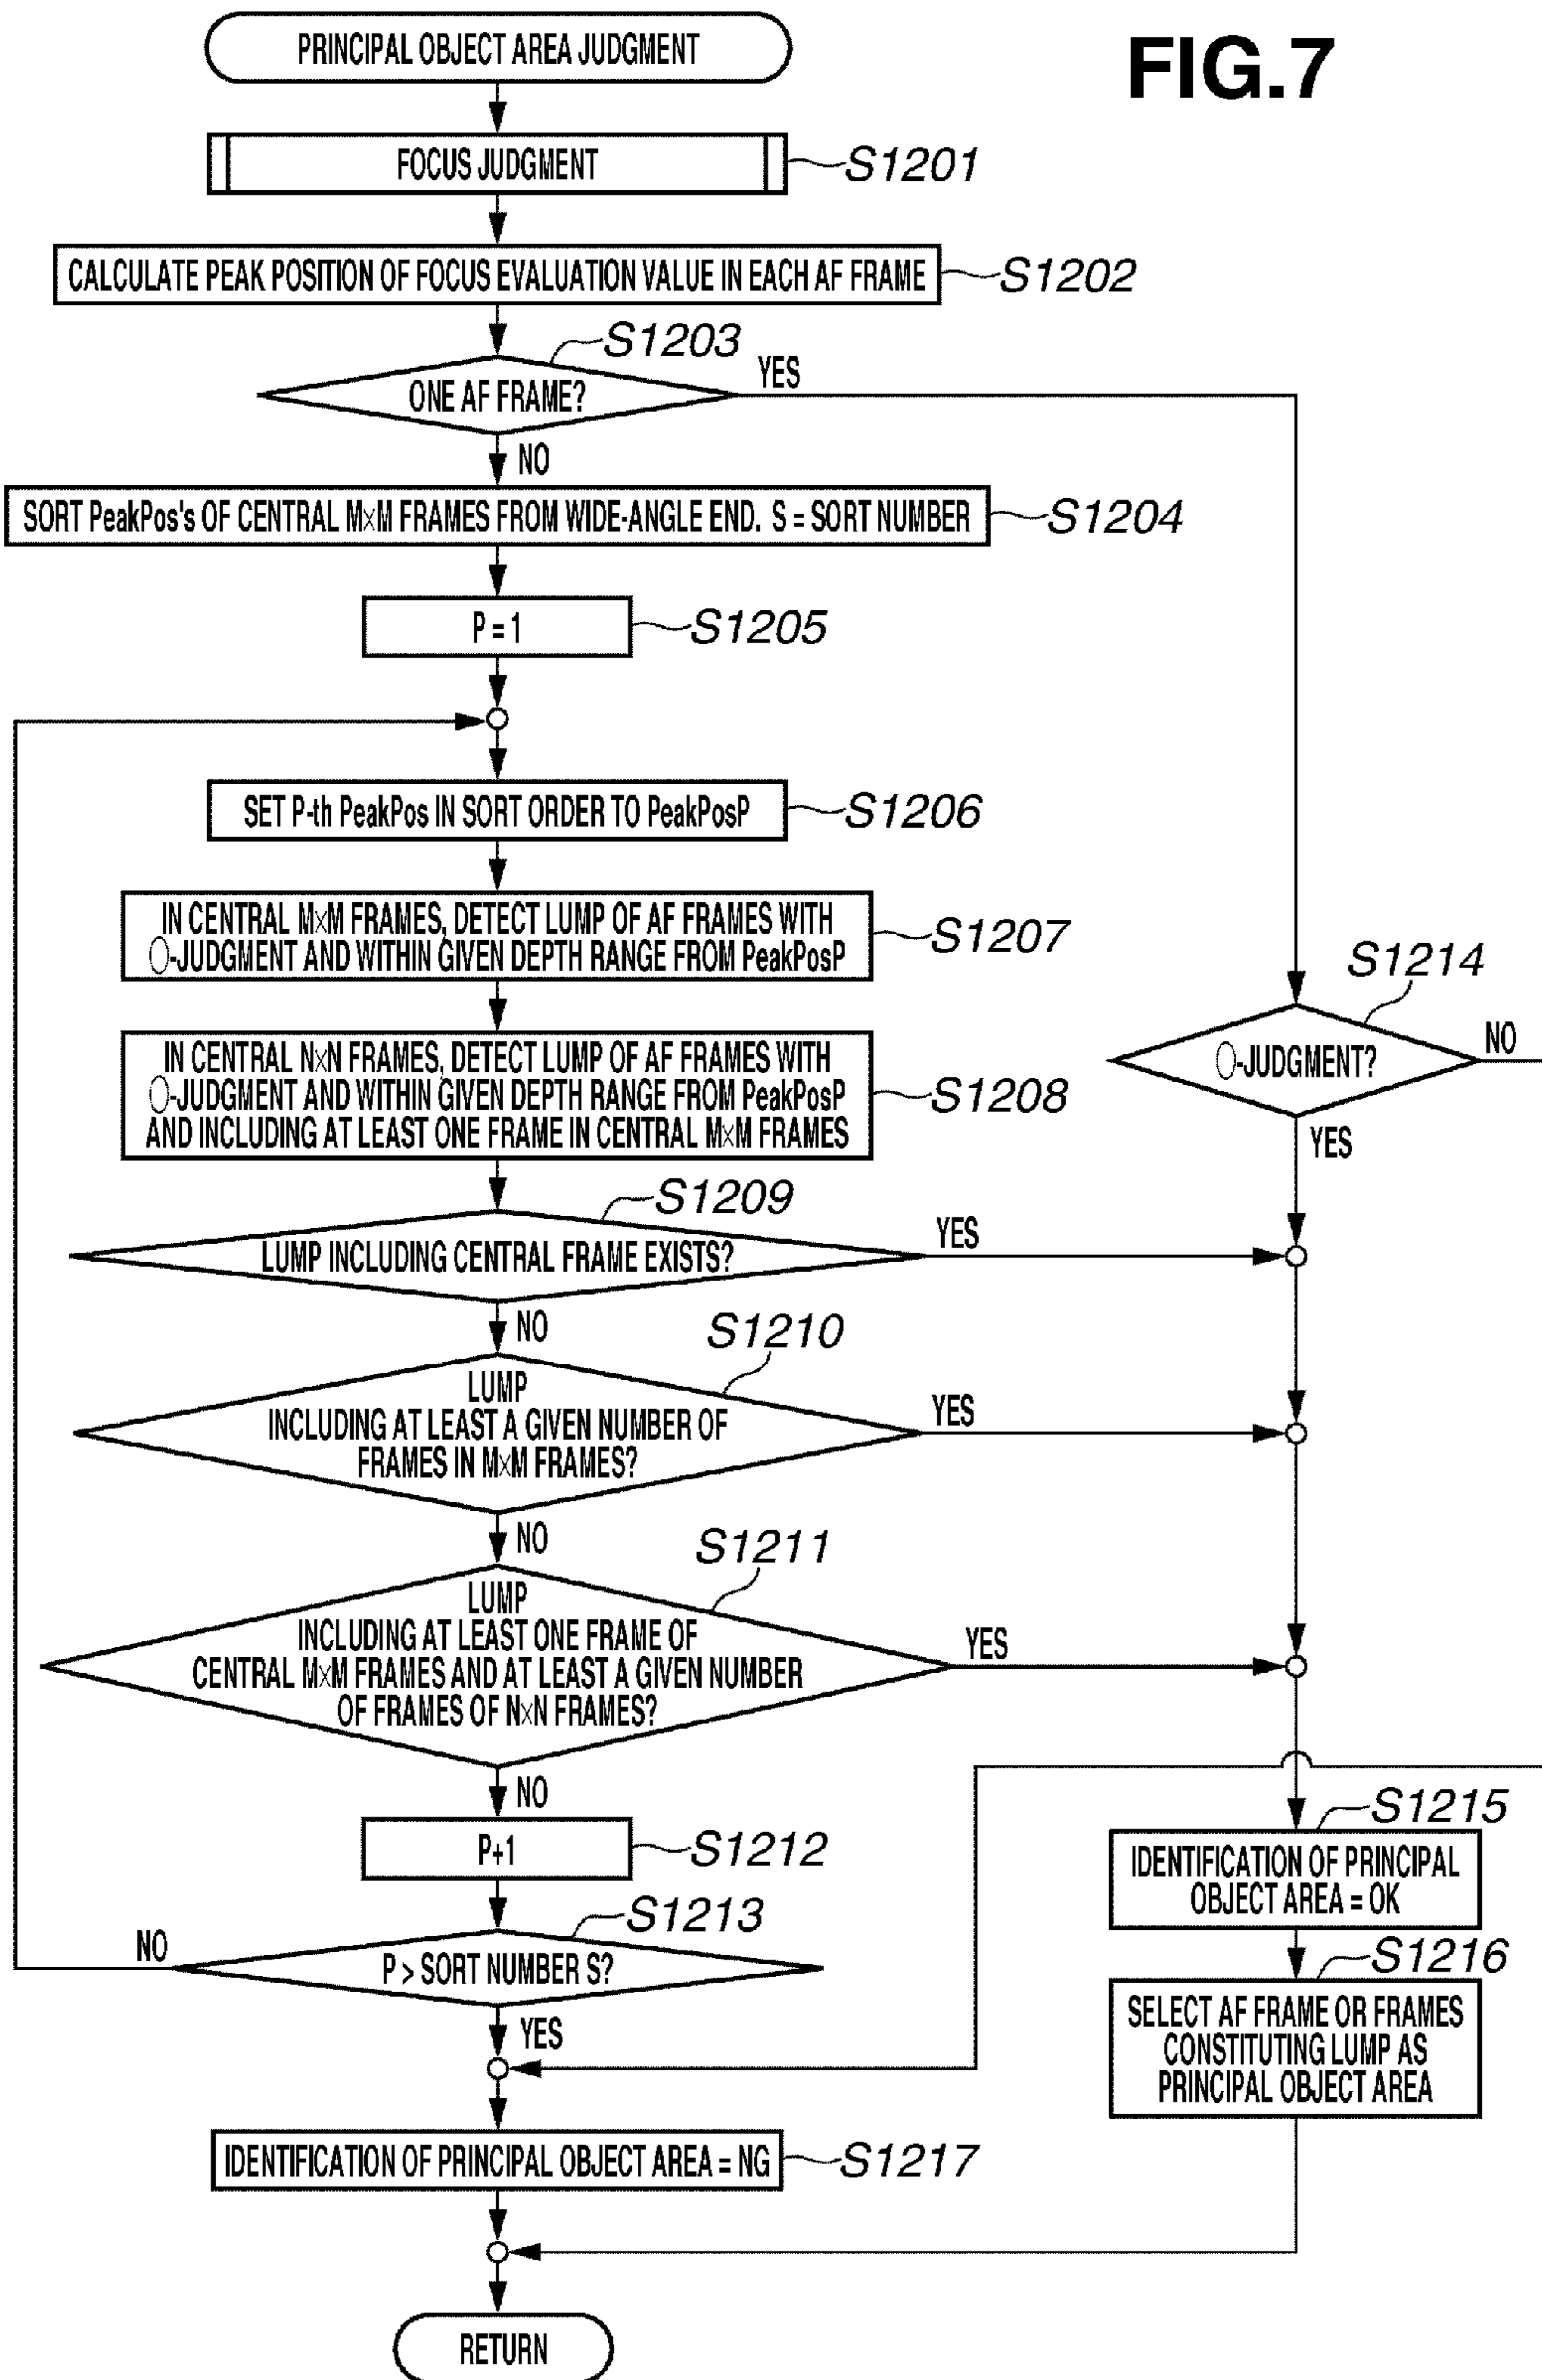 FIG.7
PRINCIPAL OBJECT AREA JUDGMENT
FOCUS JUDGMENT
S1201
CALCULATE PEAK POSITION OF FOCUS EVALUATION VALUE IN EACH AF FRAME
S1202
S1203
ONE AF FRAME?
YES
NO
SORT PeakPos's OF CENTRAL M×M FRAMES FROM WIDE-ANGLE END. S = SORT NUMBER
S1204
P = 1
S1205
SET P-th PeakPos IN SORT ORDER TO PeakPosP
S1206
IN CENTRAL M×M FRAMES, DETECT LUMP OF AF FRAMES WITH
○-JUDGMENT AND WITHIN GIVEN DEPTH RANGE FROM PeakPosP
S1207
IN CENTRAL N×N FRAMES, DETECT LUMP OF AF FRAMES WITH
○-JUDGMENT AND WITHIN GIVEN DEPTH RANGE FROM PeakPosP
AND INCLUDING AT LEAST ONE FRAME IN CENTRAL M×M FRAMES
S1208
S1214
○-JUDGMENT?
NO
YES
S1209
LUMP INCLUDING CENTRAL FRAME EXISTS?
YES
NO
S1210
LUMP
INCLUDING AT LEAST A GIVEN NUMBER OF
FRAMES IN M×M FRAMES?
YES
NO
S1211
LUMP
INCLUDING AT LEAST ONE FRAME OF
CENTRAL M×M FRAMES AND AT LEAST A GIVEN NUMBER
OF FRAMES OF N×N FRAMES?
YES
NO
P+1
S1212
S1213
P > SORT NUMBER S?
NO
YES
S1215
IDENTIFICATION OF PRINCIPAL
OBJECT AREA = OK
S1216
SELECT AF FRAME OR FRAMES
CONSTITUTING LUMP AS
PRINCIPAL OBJECT AREA
IDENTIFICATION OF PRINCIPAL OBJECT AREA = NG
S1217
RETURN